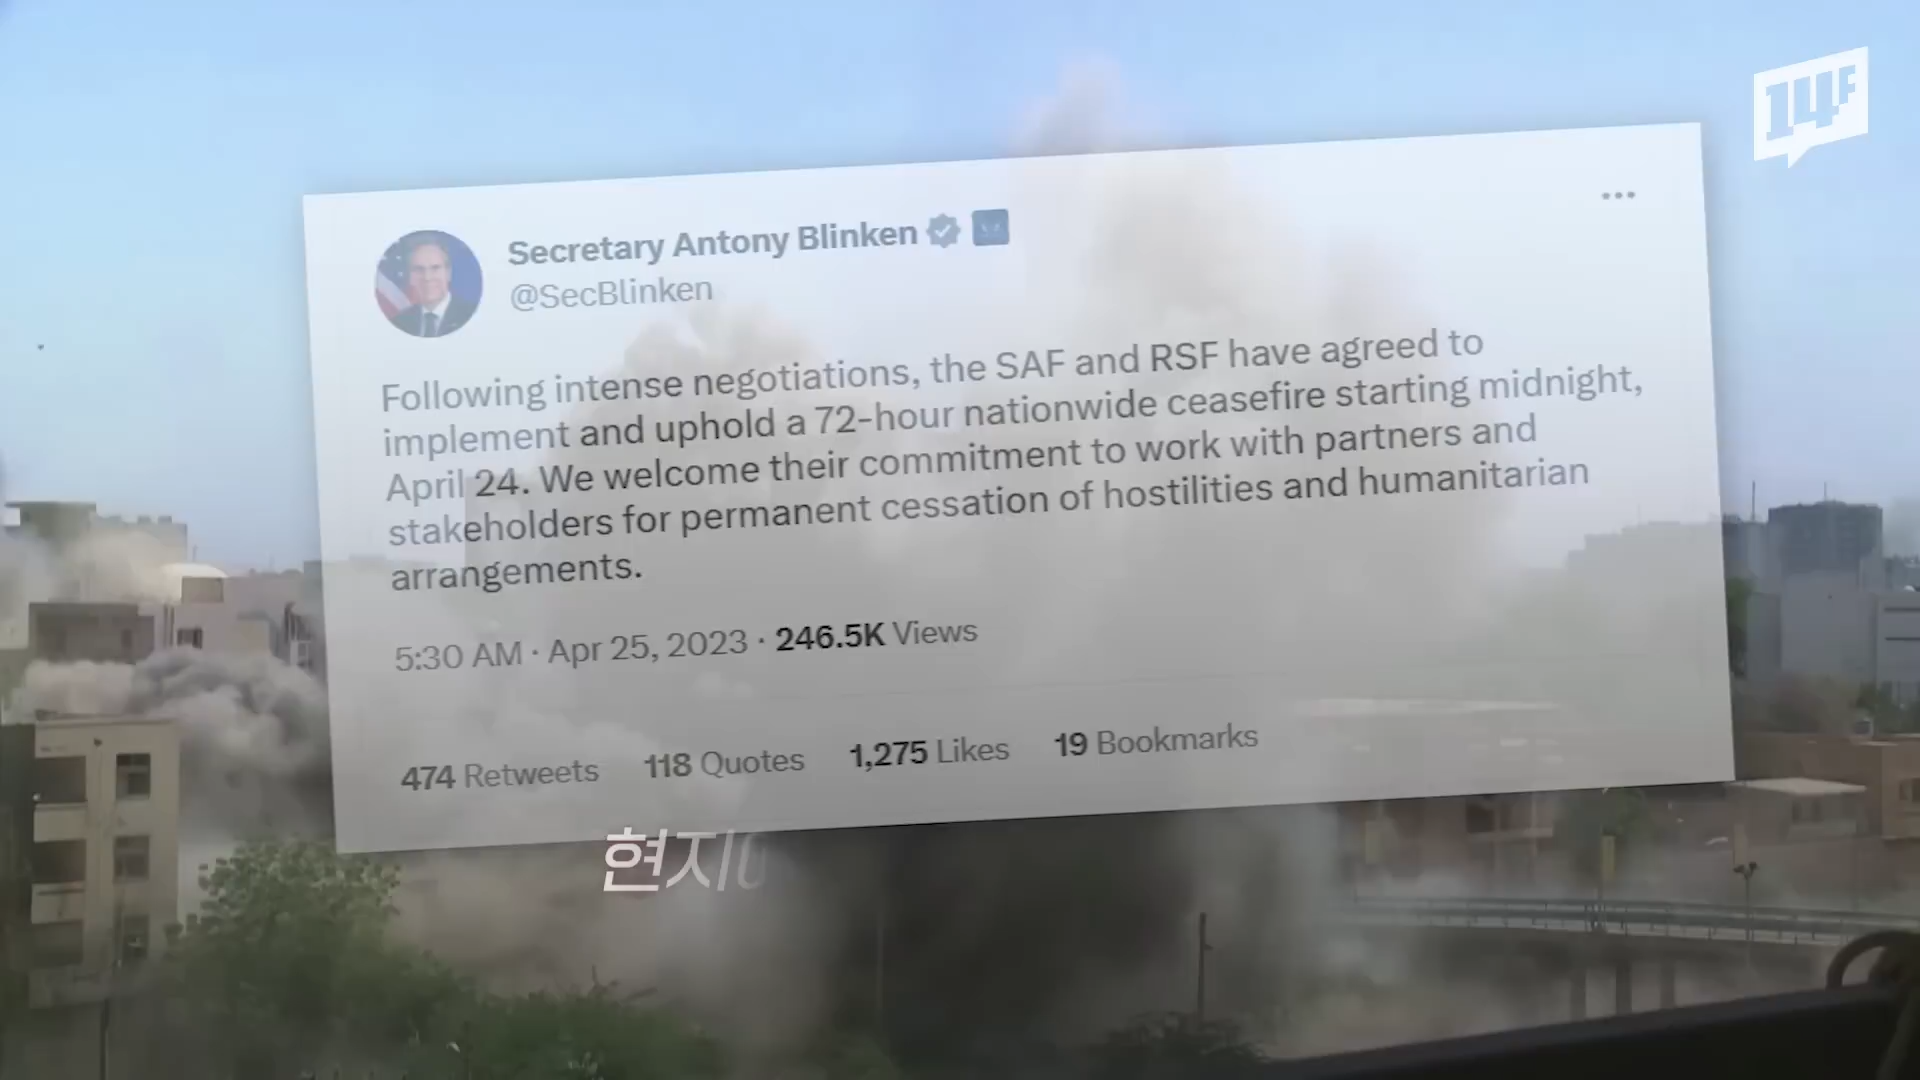 14F
Secretary Antony Blinken
@SecBlinken
Following intense negotiations, the SAF and RSF have agreed to
implement and uphold a 72-hour nationwide ceasefire starting midnight,
April 24. We welcome their commitment to work with partners and
stakeholders for permanent cessation of hostilities and humanitarian
arrangements.
5:30 AM · Apr 25, 2023 · 246.5K Views
474 Retweets 118 Quotes 1,275 Likes 19 Bookmarks
현지